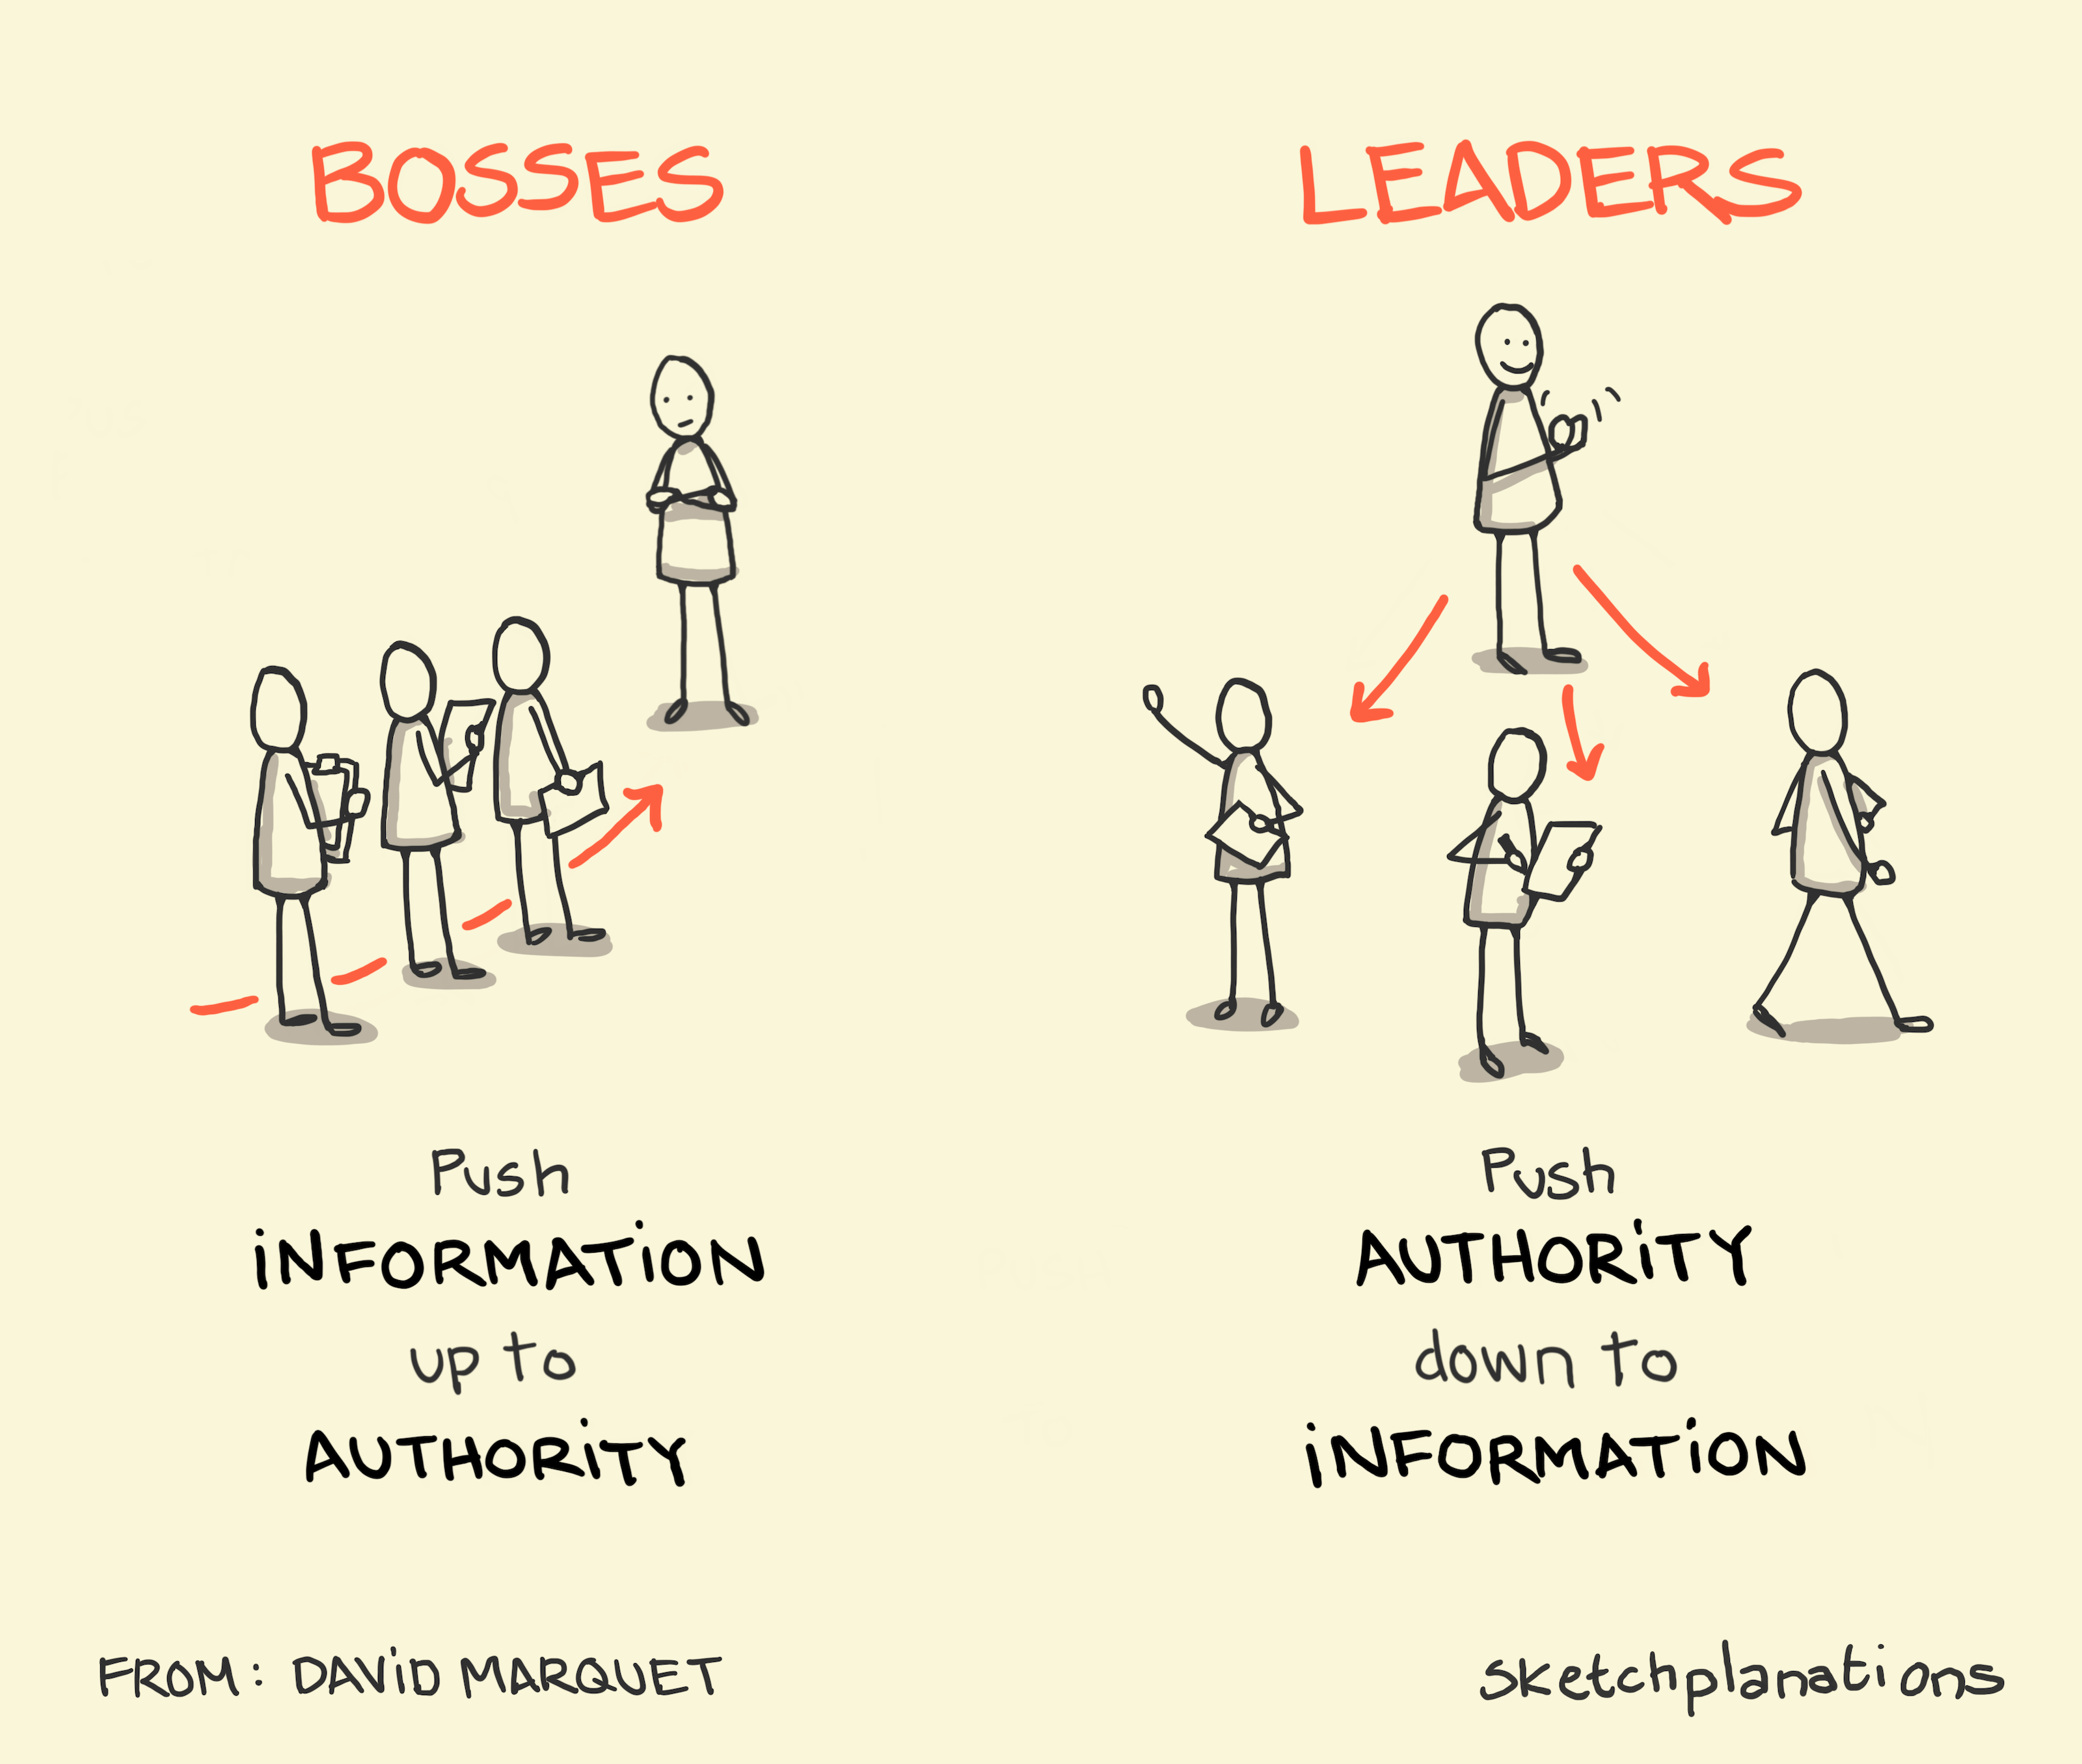 BOSSES
Push
iNFORMATiON
up to
AUTHORiTY
LEADERS
Push
AUTHORiTY
down to
iNFORMATiON
FROM: DAViD MARQUET
sketchplanations